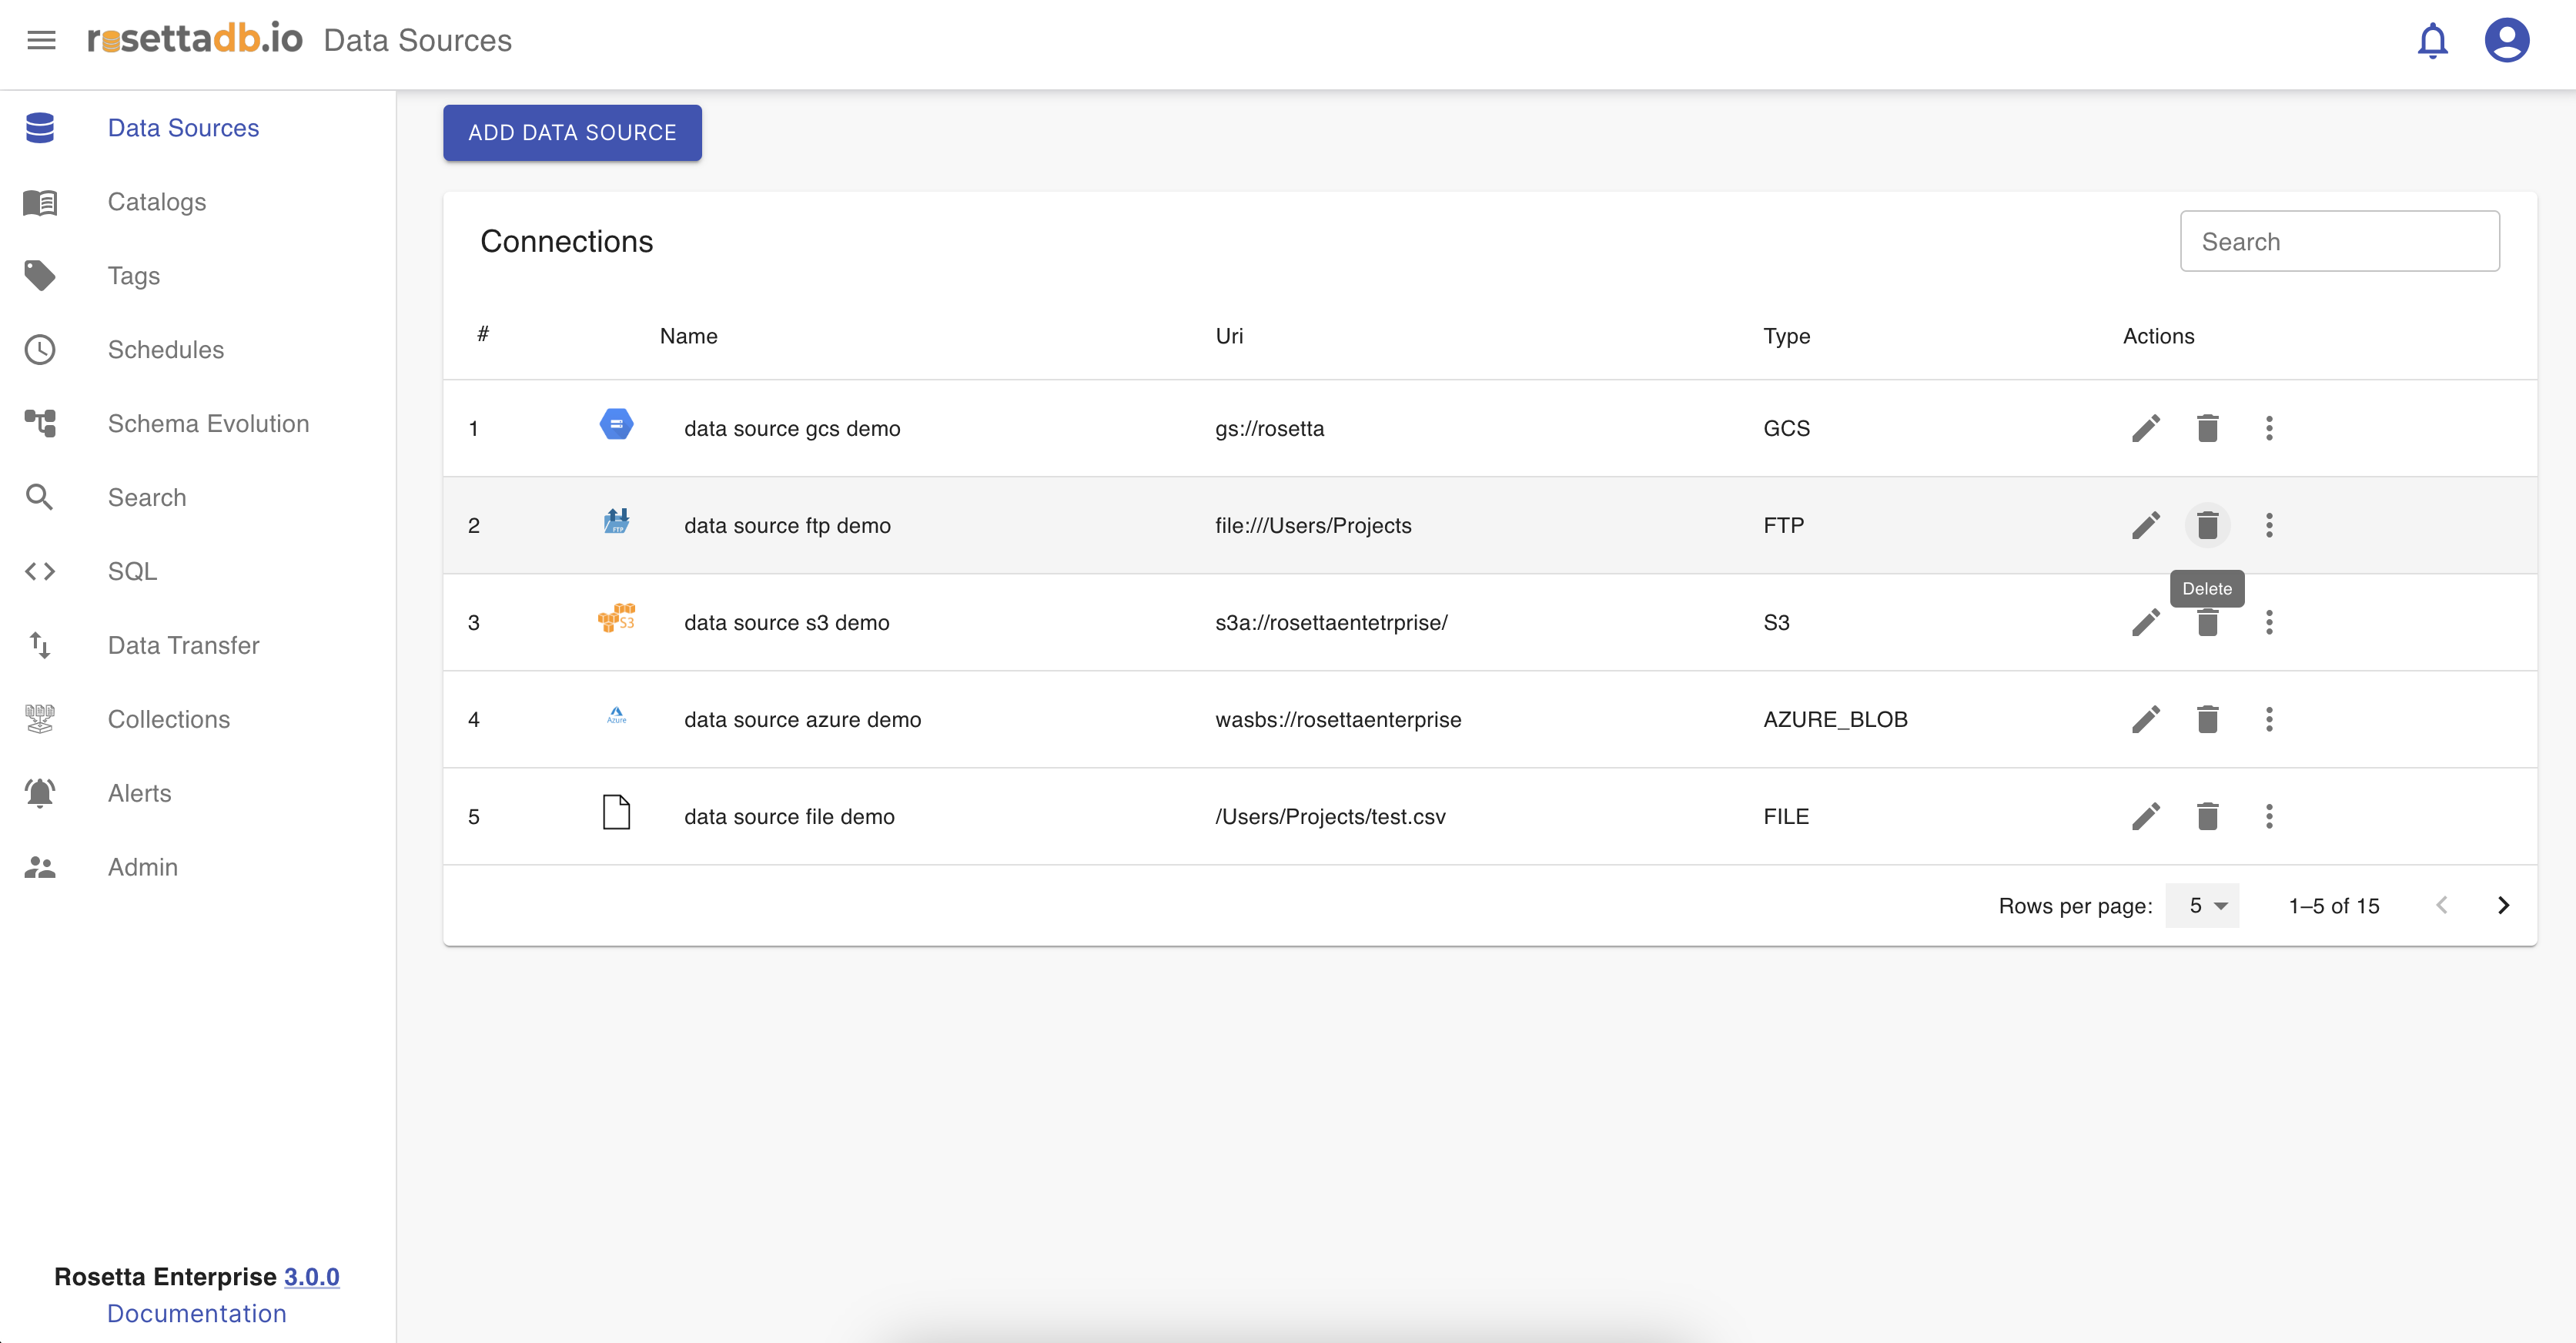 rosettadb.io Data Sources
Data Sources
Catalogs
Tags
Schedules
Schema Evolution
Search
SQL
Data Transfer
Collections
Alerts
Admin
Rosetta Enterprise 3.0.0
Documentation
ADD DATA SOURCE
Connections
Search
# Name Uri Type Actions
1 data source gcs demo gs://rosetta GCS
2 FTP data source ftp demo file:///Users/Projects FTP
Delete
3 S3 data source s3 demo s3a://rosettaentetrprise/ S3
4 Azure data source azure demo wasbs://rosettaenterprise AZURE_BLOB
5 data source file demo /Users/Projects/test.csv FILE
Rows per page: 5 1–5 of 15